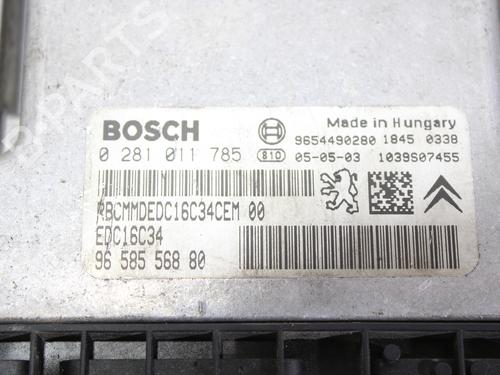 BOSCH
Made in Hungary
9654490280 1845 0338
0 281 011 785 810 05-05-03 1039S07455
ABCMMDEDC16C34CEM 00
EDC16C34
96 585 568 80